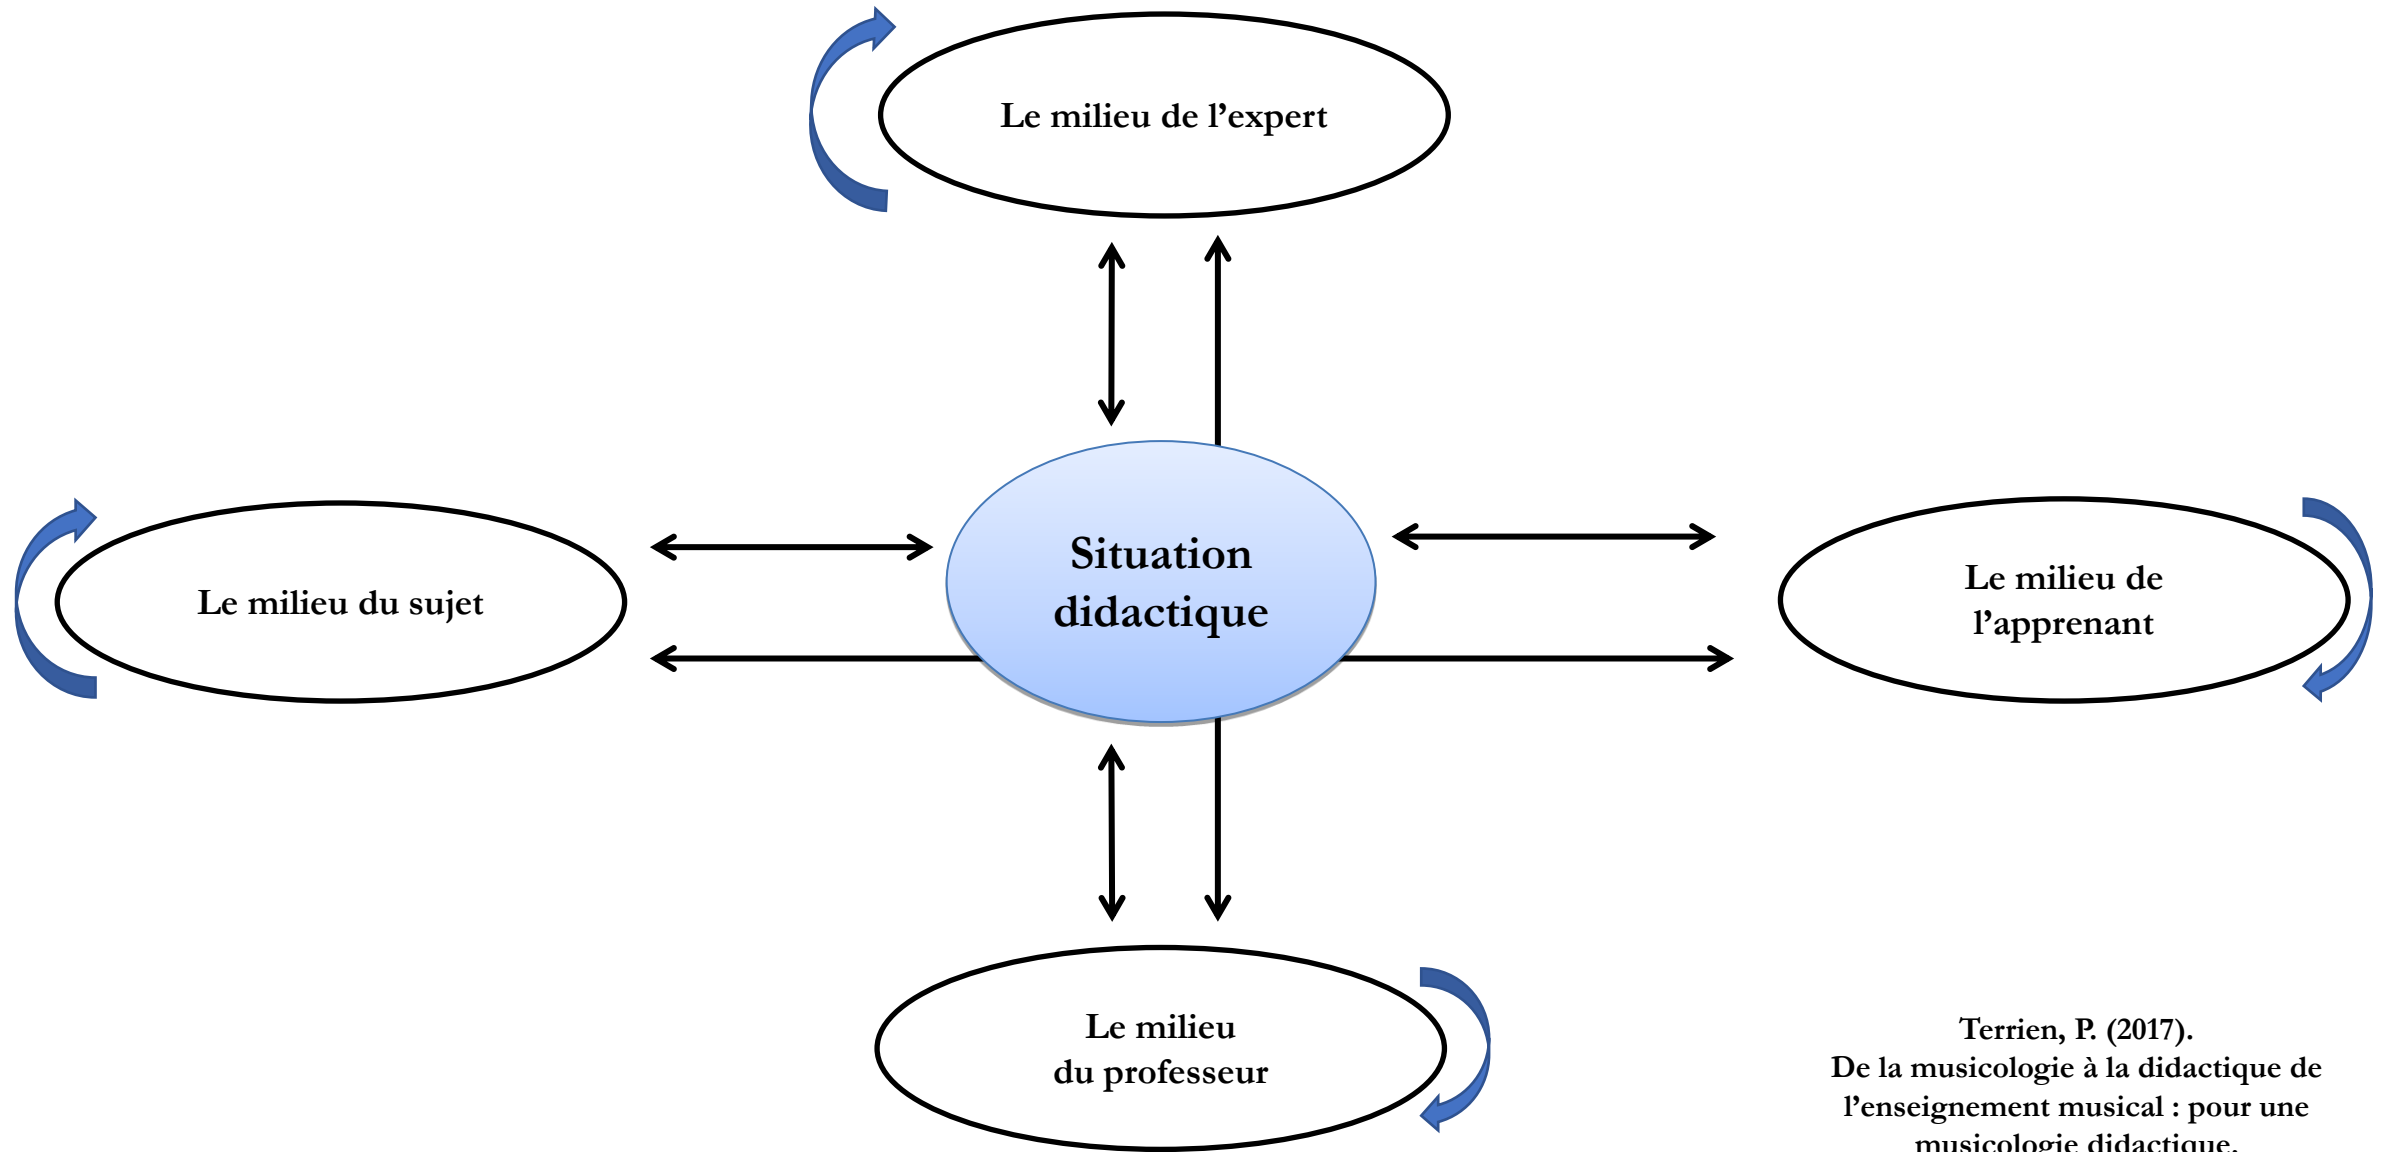 Le milieu de l’expert
Situation
didactique
Le milieu du sujet
Le milieu de
l’apprenant
Le milieu
du professeur
Terrien, P. (2017).
De la musicologie à la didactique de
l’enseignement musical : pour une
musicologie didactique.